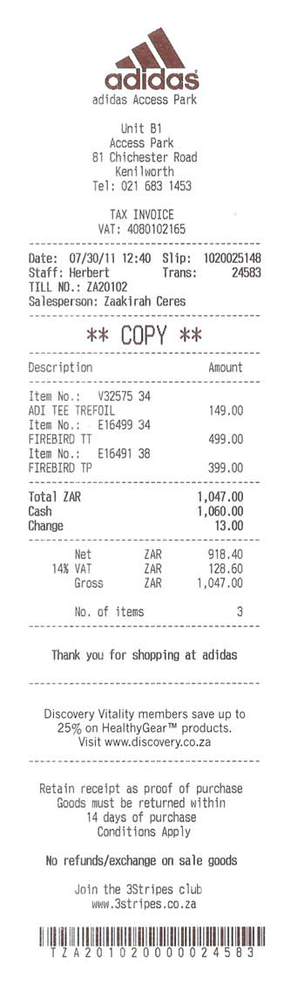 adidas
adidas Access Park
Unit B1
Access Park
81 Chichester Road
Kenilworth
Tel: 021 683 1453
TAX INVOICE
VAT: 4080102165
Date: 07/30/11 12:40 Slip: 1020025148
Staff: Herbert Trans: 24583
TILL NO.: ZA20102
Salesperson: Zaakirah Ceres
** COPY **
Description Amount
Item No.: V32575 34
ADI TEE TREFOIL 149.00
Item No.: E16499 34
FIREBIRD TT 499.00
Item No.: E16491 38
FIREBIRD TP 399.00
Total ZAR 1,047.00
Cash 1,060.00
Change 13.00
Net ZAR 918.40
14% VAT ZAR 128.60
Gross ZAR 1,047.00
No. of items 3
Thank you for shopping at adidas
Discovery Vitality members save up to
25% on HealthyGear™ products.
Visit www.discovery.co.za
Retain receipt as proof of purchase
Goods must be returned within
14 days of purchase
Conditions Apply
No refunds/exchange on sale goods
Join the 3Stripes club
www.3stripes.co.za
TZA20102000024583